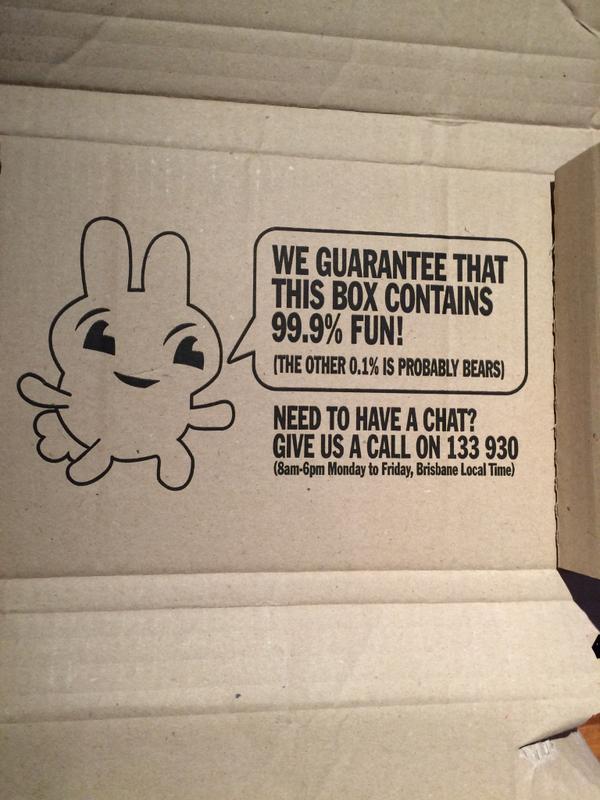 WE GUARANTEE THAT
THIS BOX CONTAINS
99.9% FUN!
(THE OTHER 0.1% IS PROBABLY BEARS)
NEED TO HAVE A CHAT?
GIVE US A CALL ON 133 930
(8am-6pm Monday to Friday, Brisbane Local Time)